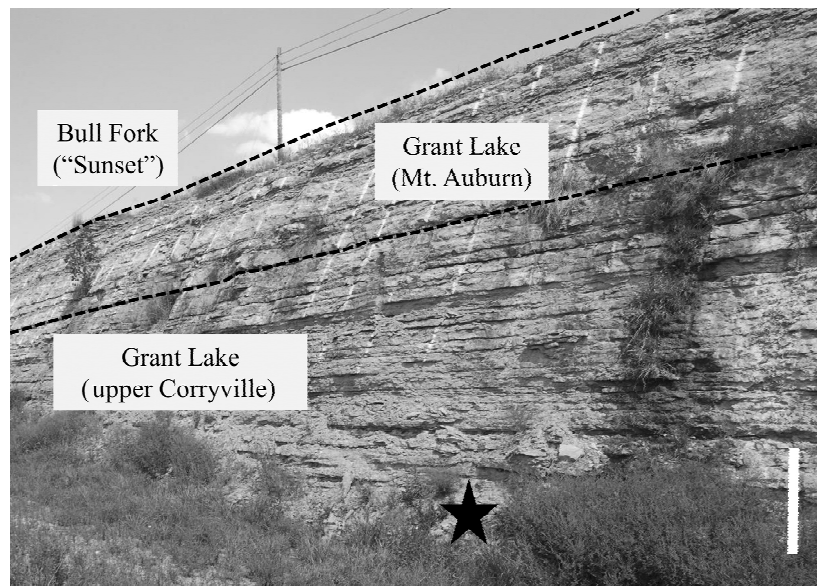 Bull Fork
(“Sunset”)
Grant Lake
(Mt. Auburn)
Grant Lake
(upper Corryville)